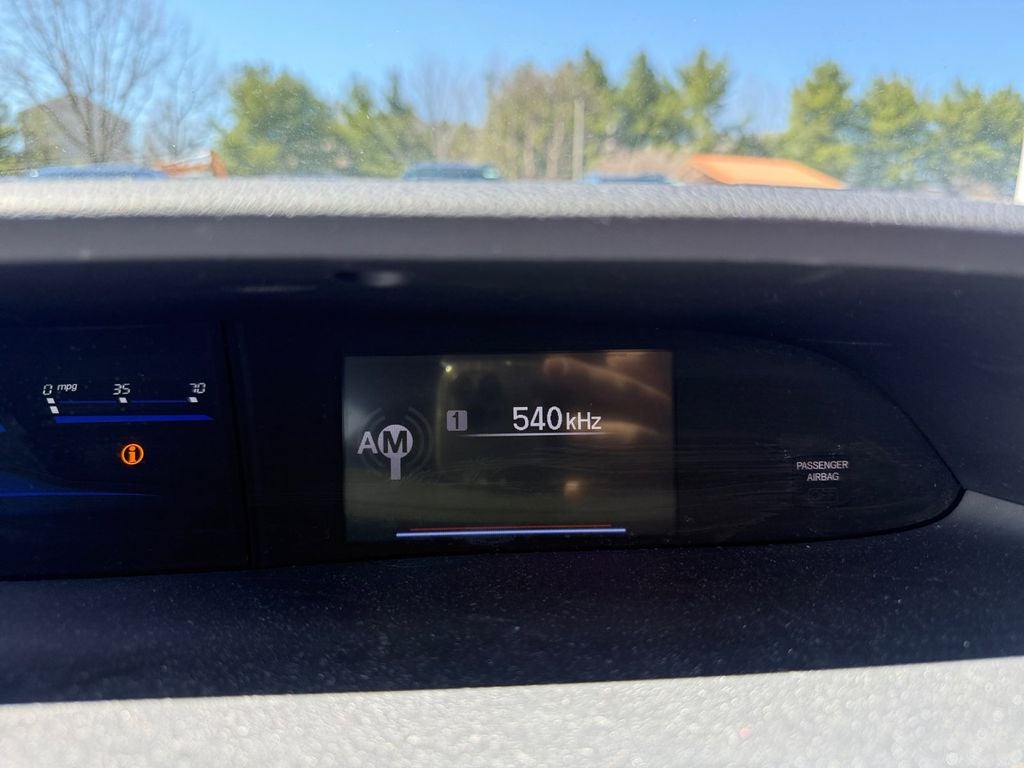 0 mpg 35 70
i
AM 1 540 kHz
PASSENGER
AIRBAG